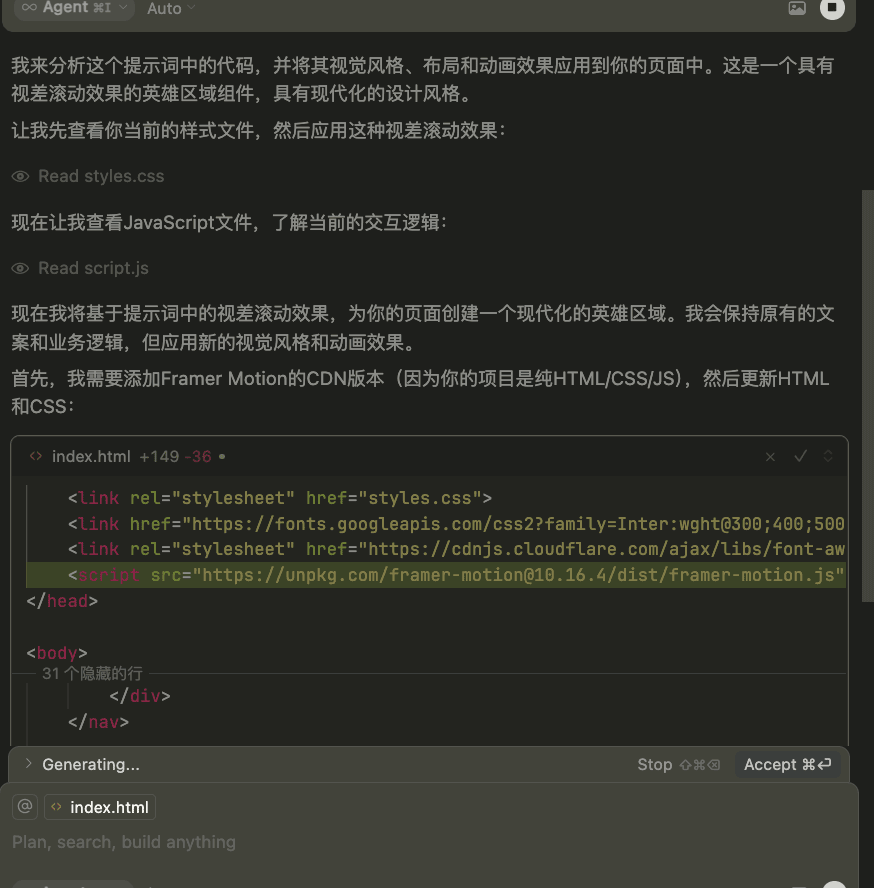 ∞ Agent ⌘I Auto
我来分析这个提示词中的代码，并将其视觉风格、布局和动画效果应用到你的页面中。这是一个具有
视差滚动效果的英雄区域组件，具有现代化的设计风格。
让我先查看你当前的样式文件，然后应用这种视差滚动效果：
Read styles.css
现在让我查看JavaScript文件，了解当前的交互逻辑：
Read script.js
现在我将基于提示词中的视差滚动效果，为你的页面创建一个现代化的英雄区域。我会保持原有的文
案和业务逻辑，但应用新的视觉风格和动画效果。
首先，我需要添加Framer Motion的CDN版本（因为你的项目是纯HTML/CSS/JS），然后更新HTML
和CSS：
<> index.html +149 -36 •
<link rel="stylesheet" href="styles.css">
<link href="https://fonts.googleapis.com/css2?family=Inter:wght@300;400;500
<link rel="stylesheet" href="https://cdnjs.cloudflare.com/ajax/libs/font-aw
<script src="https://unpkg.com/framer-motion@10.16.4/dist/framer-motion.js"
</head>
<body>
31 个隐藏的行
</div>
</nav>
Generating... Stop ⇧⌘⌫ Accept ⌘⏎
@ <> index.html
Plan, search, build anything